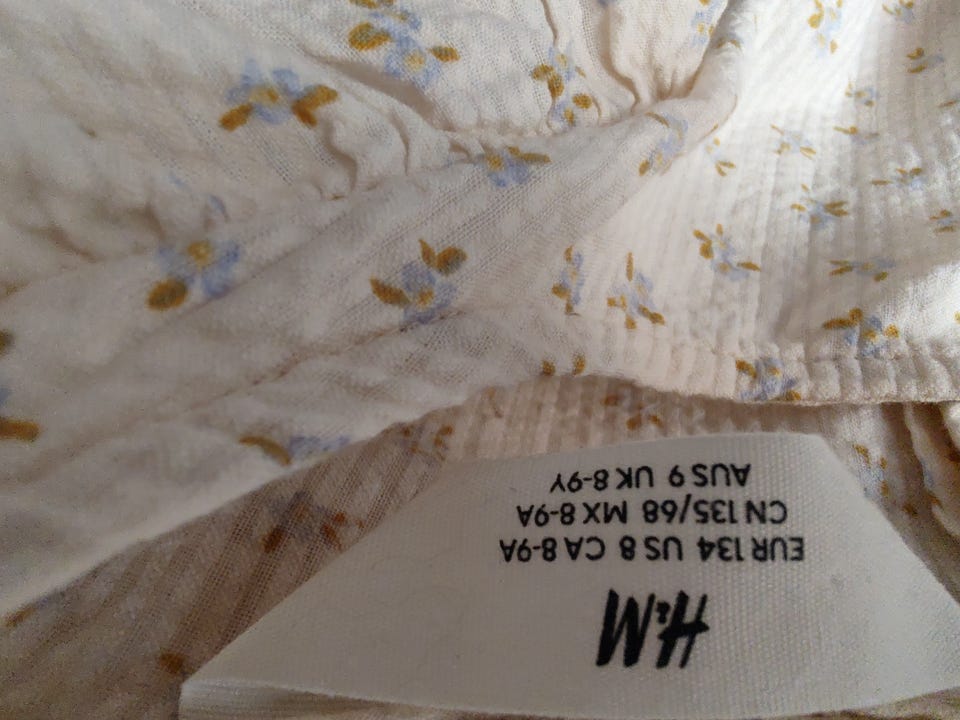 H&M
EUR 134 US 8 CA 8-9A
CN 135/68 MX 8-9A
AUS 9 UK 8-9Y